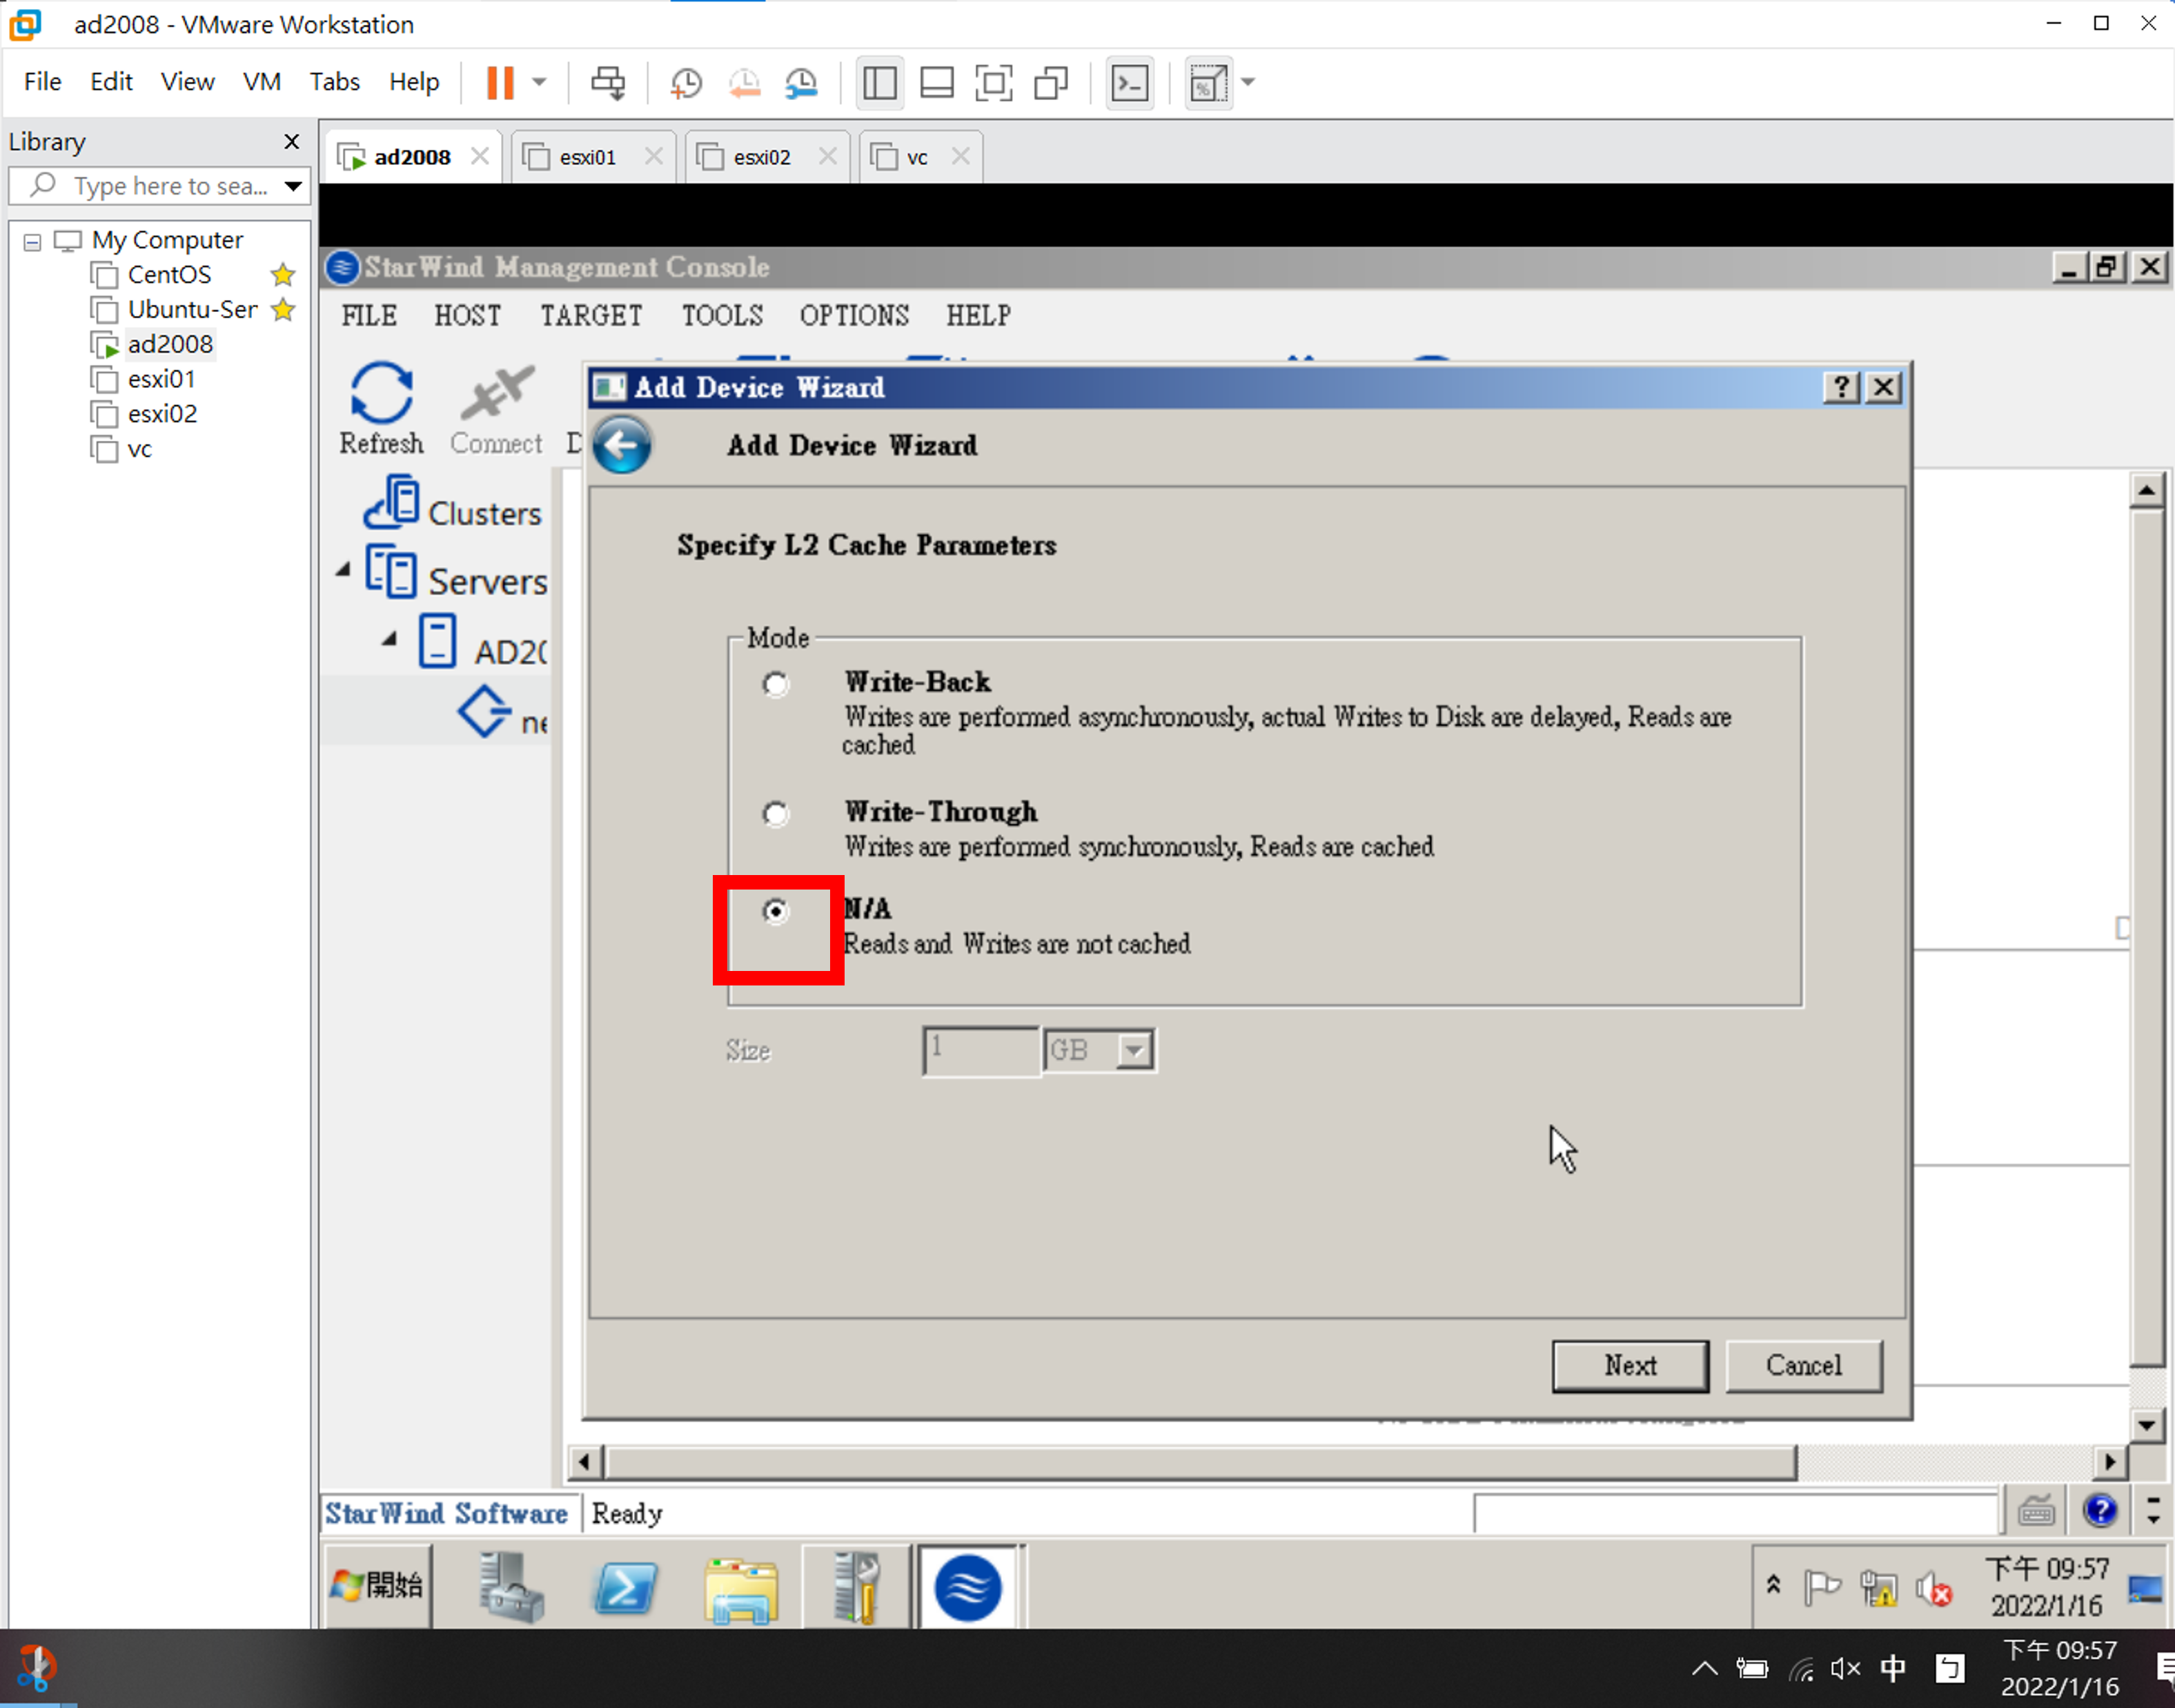 ad2008 - VMware Workstation
File Edit View VM Tabs Help
Library
ad2008 esxi01 esxi02 vc
Type here to sea...
My Computer
CentOS
Ubuntu-Ser
ad2008
esxi01
esxi02
vc
StarWind Management Console
FILE HOST TARGET TOOLS OPTIONS HELP
Refresh Connect D
Add Device Wizard
Add Device Wizard
Clusters
Servers
AD20
ne
Specify L2 Cache Parameters
Mode
Write-Back
Writes are performed asynchronously, actual Writes to Disk are delayed, Reads are
cached
Write-Through
Writes are performed synchronously, Reads are cached
N/A
Reads and Writes are not cached
Size 1 GB
Next Cancel
StarWind Software Ready
開始
下午 09:57
2022/1/16
中 ㄅ
下午 09:57
2022/1/16